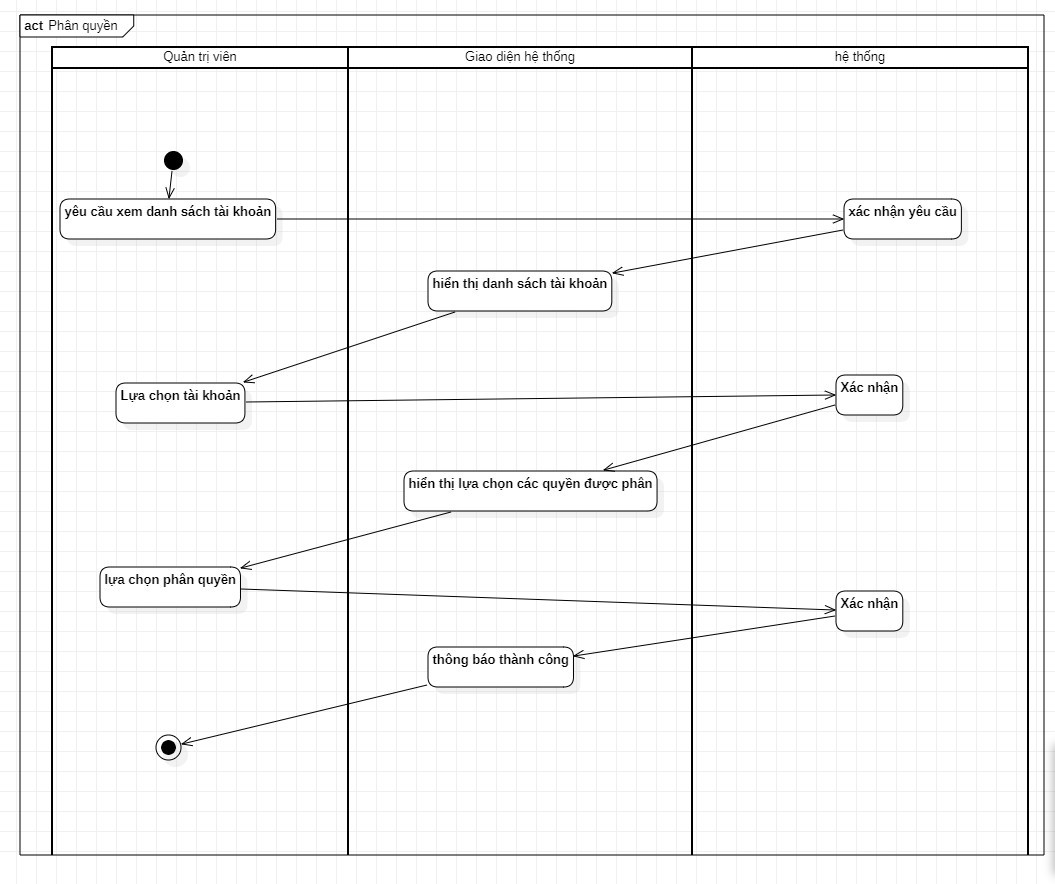 act Phân quyền
Quản trị viên
Giao diện hệ thống
hệ thống
yêu cầu xem danh sách tài khoản
xác nhận yêu cầu
hiển thị danh sách tài khoản
Lựa chọn tài khoản
Xác nhận
hiển thị lựa chọn các quyền được phân
lựa chọn phân quyền
Xác nhận
thông báo thành công